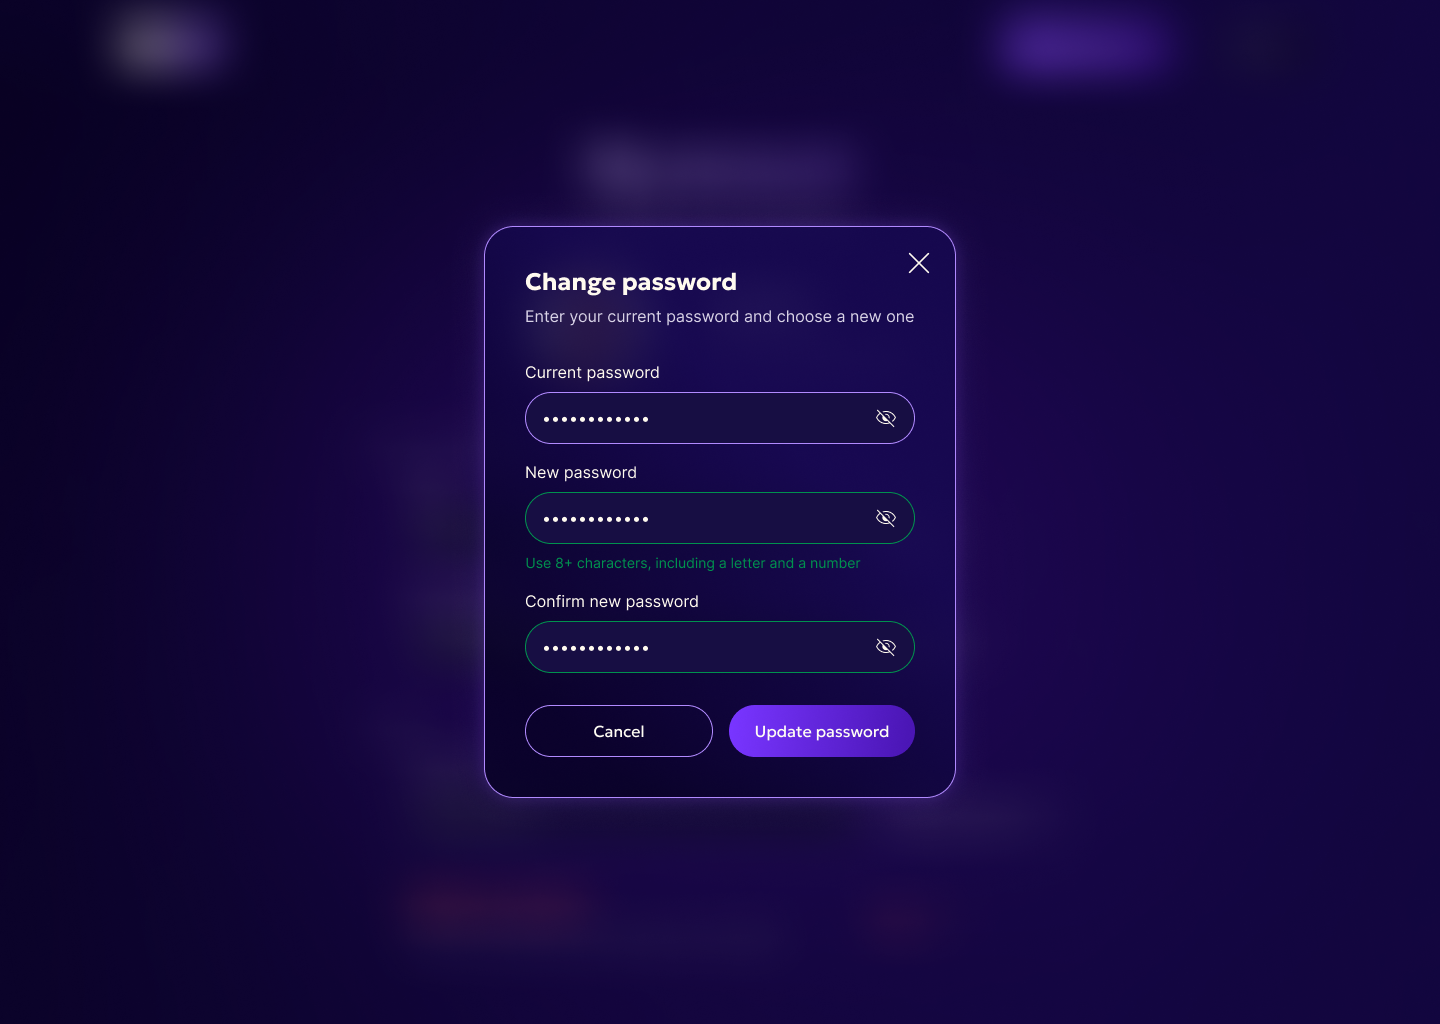 Change password
Enter your current password and choose a new one
Current password
••••••••••••
New password
••••••••••••
Use 8+ characters, including a letter and a number
Confirm new password
••••••••••••
Cancel
Update password